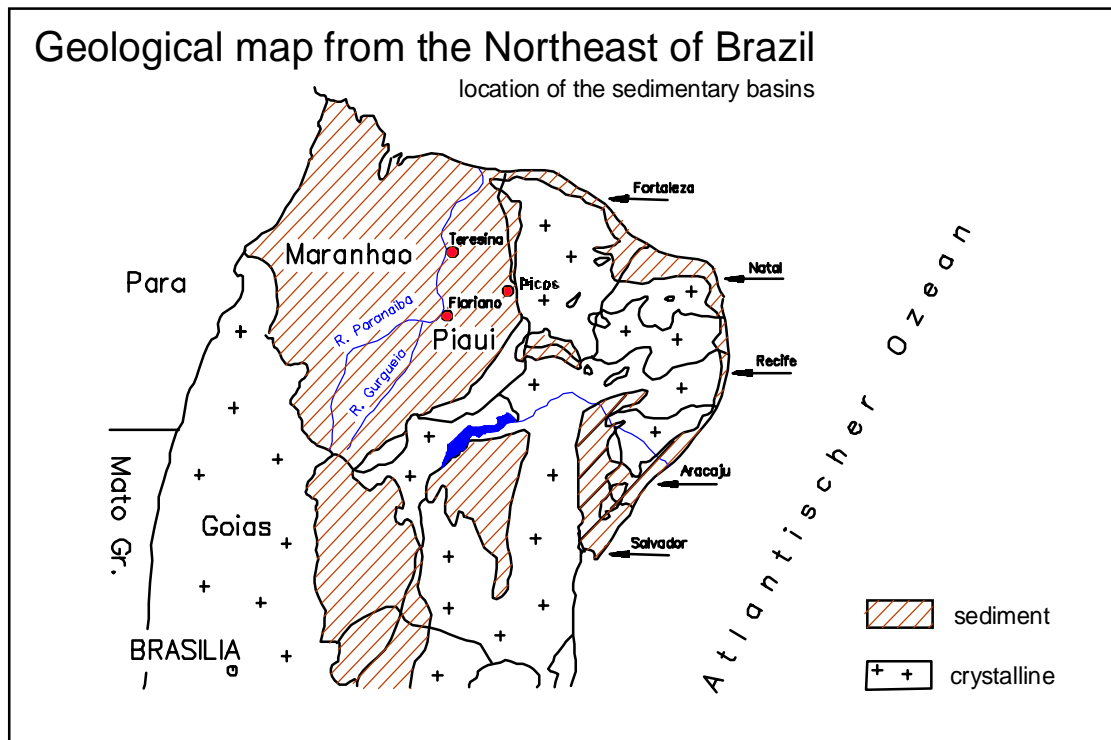 Geological map from the Northeast of Brazil
location of the sedimentary basins
Fortaleza
Teresina
Maranhao
Natal
Para
Picos
Floriano
R. Paranaiba
Piaui
R. Gurgueia
Recife
Atlantischer Ozean
Mato Gr.
Aracaju
Goias
Salvador
sediment
BRASILIA
crystalline